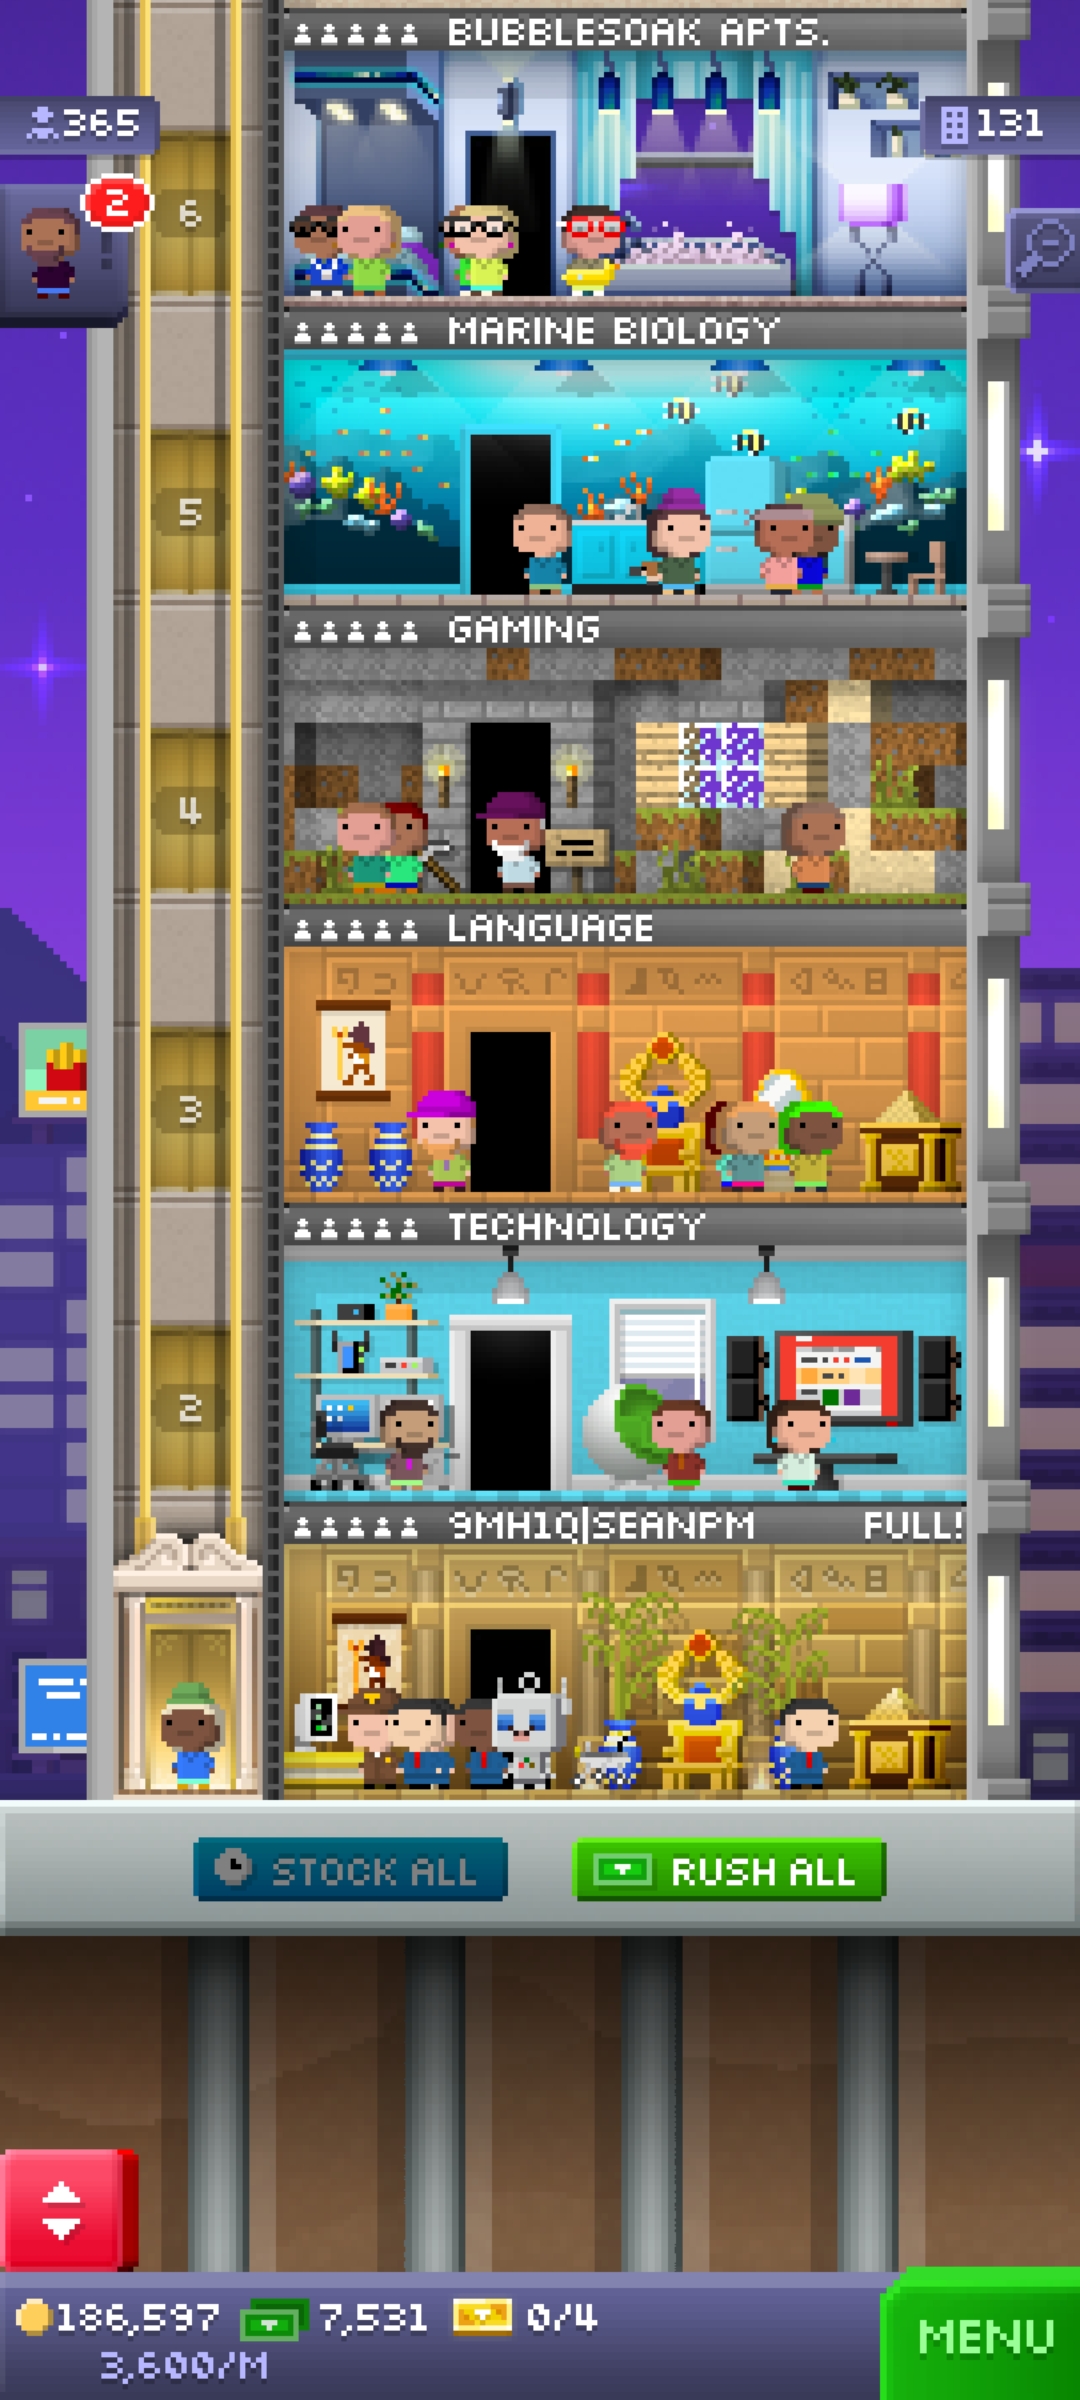 BUBBLESOAK APTS.
365
131
2
6
MARINE BIOLOGY
5
GAMING
4
LANGUAGE
3
TECHNOLOGY
2
9MH1Q|SEANPM FULL!
STOCK ALL
RUSH ALL
186,597 7,531 0/4
3,600/M
MENU